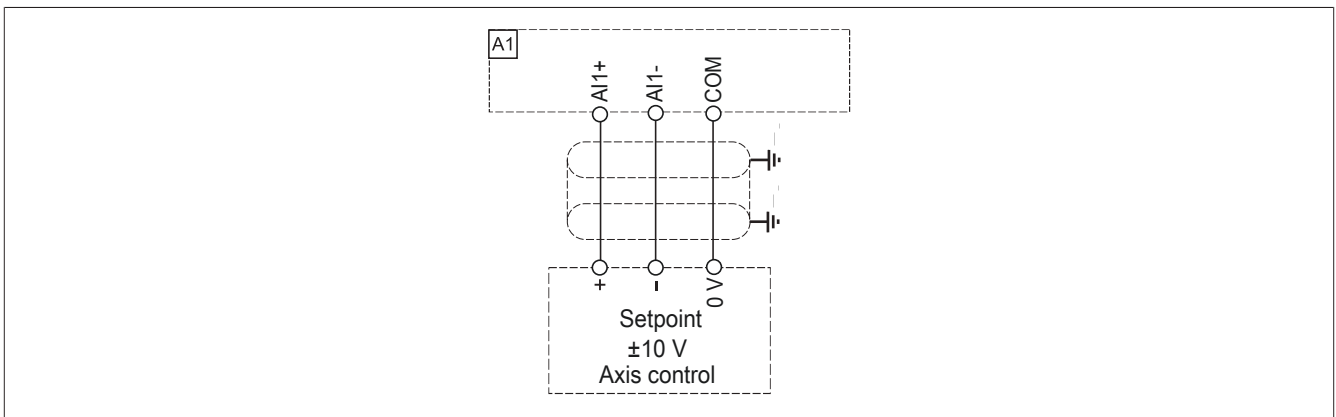 A1
AI1+
AI1-
COM
+
-
0 V
Setpoint
±10 V
Axis control